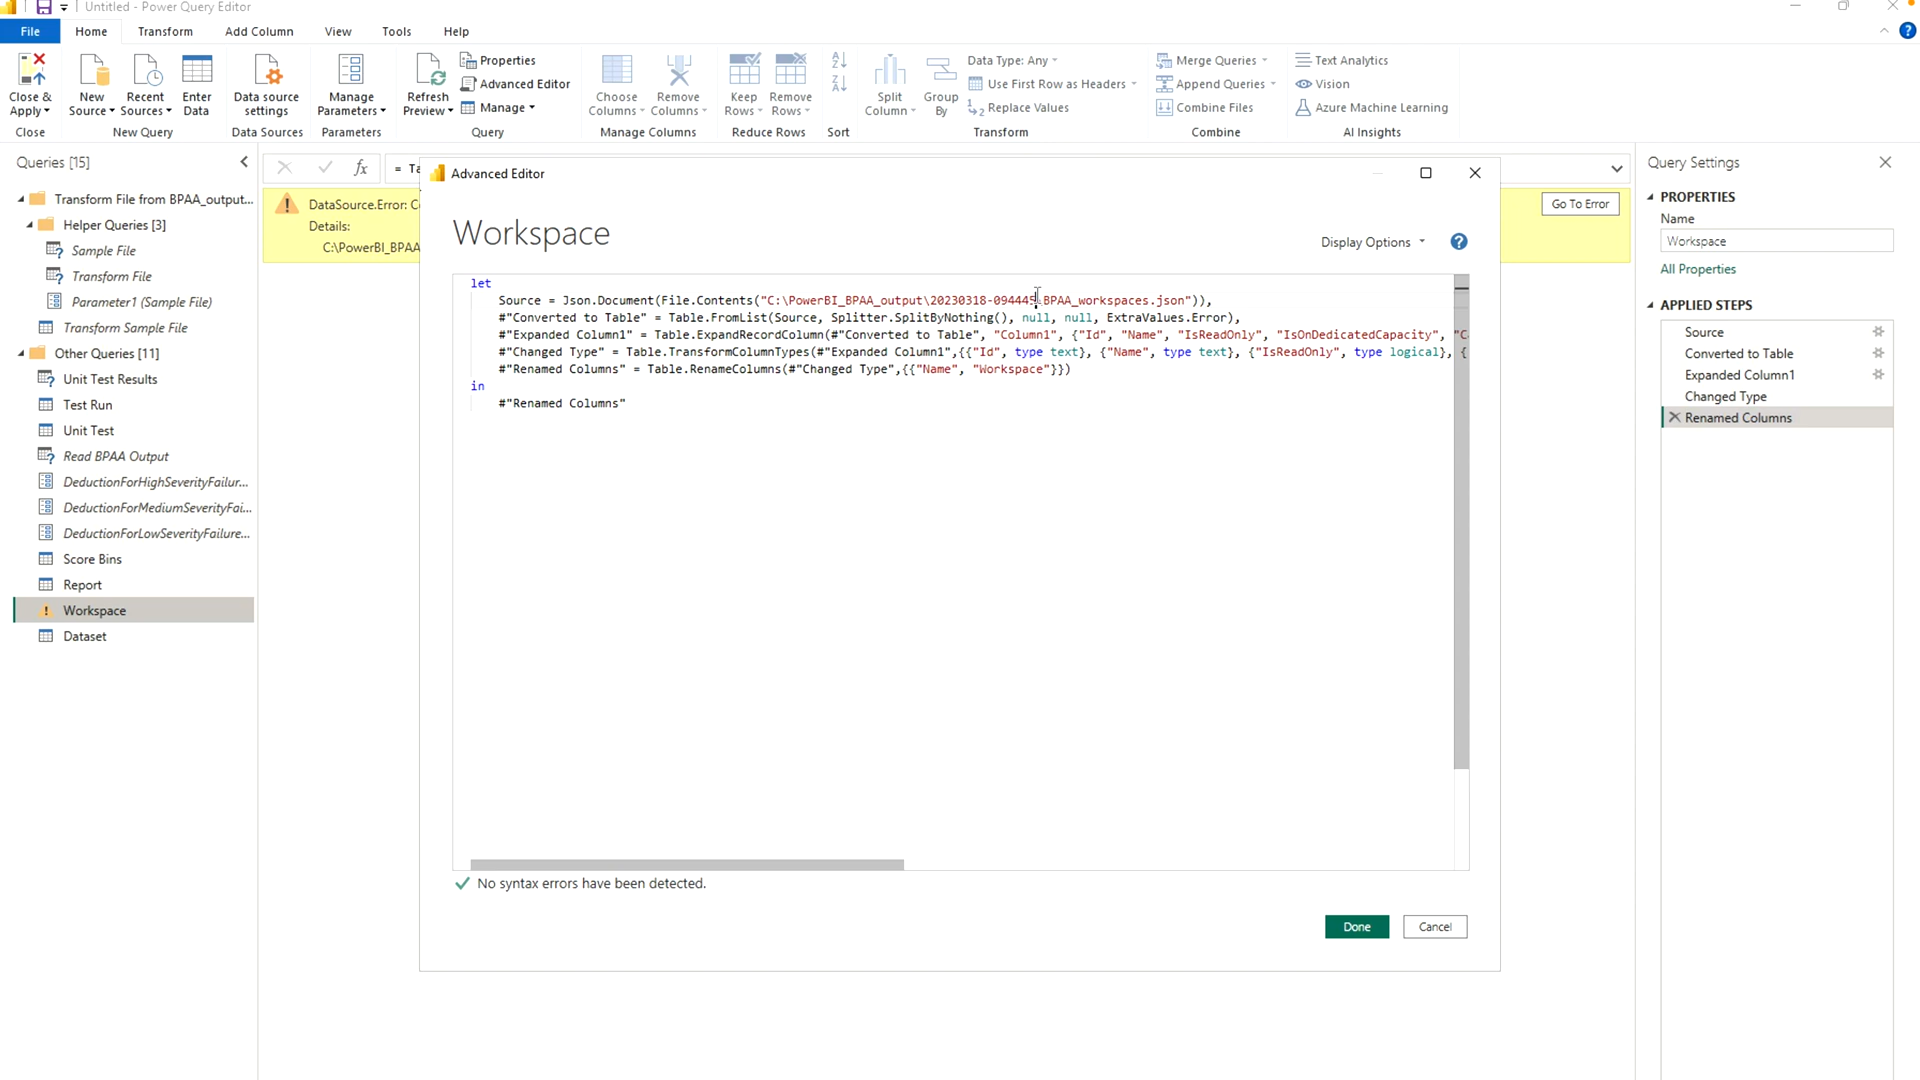 Untitled - Power Query Editor
File Home Transform Add Column View Tools Help
Close & Apply
Close
New Source
Recent Sources
Enter Data
New Query
Data source settings
Data Sources
Manage Parameters
Parameters
Refresh Preview
Properties
Advanced Editor
Manage
Query
Choose Columns
Remove Columns
Manage Columns
Keep Rows
Remove Rows
Reduce Rows
Sort
Split Column
Group By
Data Type: Any
Use First Row as Headers
Replace Values
Transform
Merge Queries
Append Queries
Combine Files
Combine
Text Analytics
Vision
Azure Machine Learning
AI Insights
Queries [15]
Transform File from BPAA_output...
Helper Queries [3]
Sample File
Transform File
Parameter1 (Sample File)
Transform Sample File
Other Queries [11]
Unit Test Results
Test Run
Unit Test
Read BPAA Output
DeductionForHighSeverityFailur...
DeductionForMediumSeverityFai...
DeductionForLowSeverityFailure...
Score Bins
Report
Workspace
Dataset
fx
DataSource.Error:
Details:
C:\PowerBI_BPAA
Go To Error
Advanced Editor
Workspace
Display Options
let
Source = Json.Document(File.Contents("C:\PowerBI_BPAA_output\20230318-094445.BPAA_workspaces.json")),
#"Converted to Table" = Table.FromList(Source, Splitter.SplitByNothing(), null, null, ExtraValues.Error),
#"Expanded Column1" = Table.ExpandRecordColumn(#"Converted to Table", "Column1", {"Id", "Name", "IsReadOnly", "IsOnDedicatedCapacity",
#"Changed Type" = Table.TransformColumnTypes(#"Expanded Column1",{{"Id", type text}, {"Name", type text}, {"IsReadOnly", type logical}, {
#"Renamed Columns" = Table.RenameColumns(#"Changed Type",{{"Name", "Workspace"}})
in
#"Renamed Columns"
No syntax errors have been detected.
Done
Cancel
Query Settings
PROPERTIES
Name
Workspace
All Properties
APPLIED STEPS
Source
Converted to Table
Expanded Column1
Changed Type
Renamed Columns